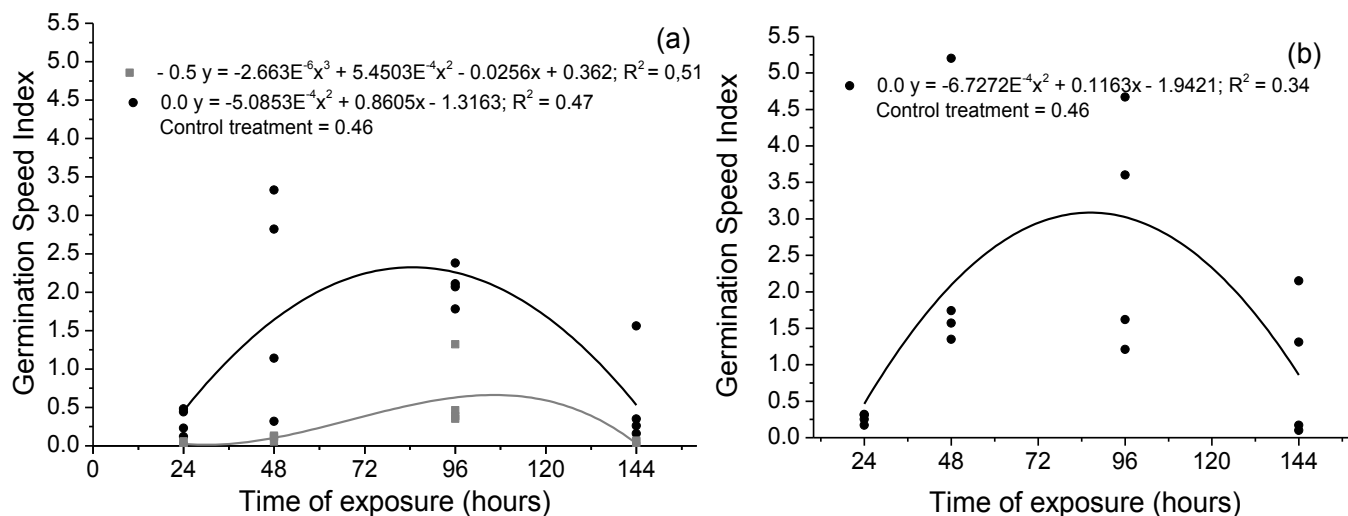 (a)
- 0.5 y = -2.663E⁻⁶x³ + 5.4503E⁻⁴x² - 0.0256x + 0.362; R² = 0,51
0.0 y = -5.0853E⁻⁴x² + 0.8605x - 1.3163; R² = 0.47
Control treatment = 0.46
Germination Speed Index
5.5
5.0
4.5
4.0
3.5
3.0
2.5
2.0
1.5
1.0
0.5
0.0
0 24 48 72 96 120 144
Time of exposure (hours)
(b)
0.0 y = -6.7272E⁻⁴x² + 0.1163x - 1.9421; R² = 0.34
Control treatment = 0.46
Germination Speed Index
5.5
5.0
4.5
4.0
3.5
3.0
2.5
2.0
1.5
1.0
0.5
0.0
24 48 72 96 120 144
Time of exposure (hours)